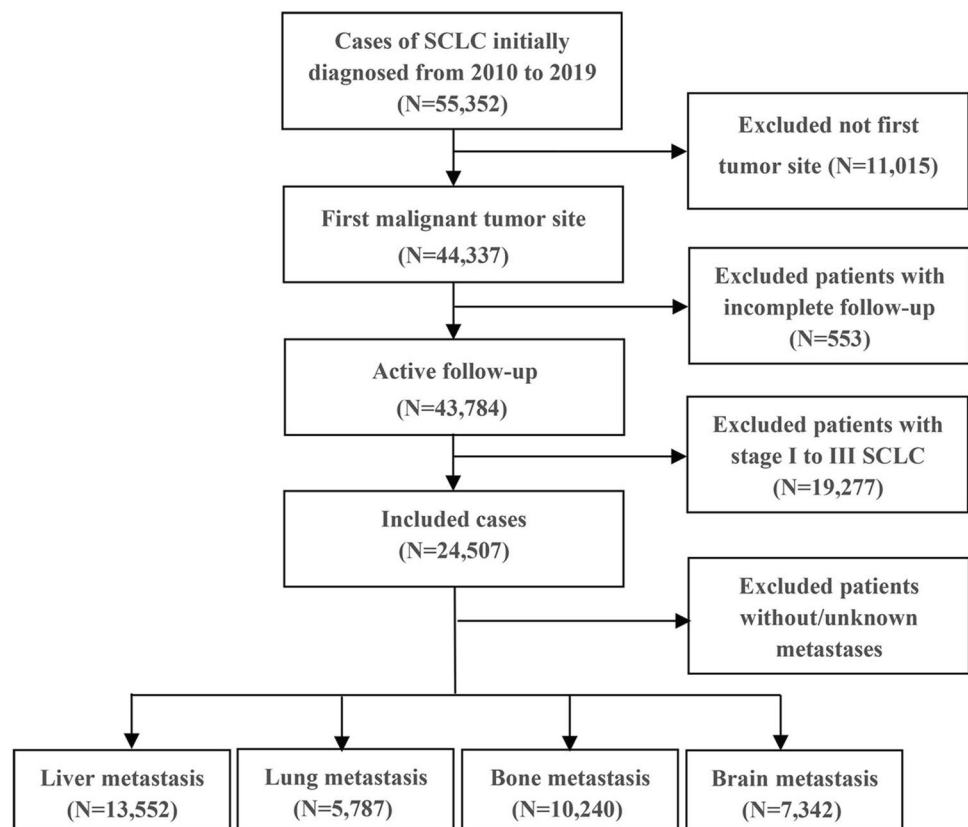 Cases of SCLC initially
diagnosed from 2010 to 2019
(N=55,352)
Excluded not first
tumor site (N=11,015)
First malignant tumor site
(N=44,337)
Excluded patients with
incomplete follow-up
(N=553)
Active follow-up
(N=43,784)
Excluded patients with
stage I to III SCLC
(N=19,277)
Included cases
(N=24,507)
Excluded patients
without/unknown
metastases
Liver metastasis
(N=13,552)
Lung metastasis
(N=5,787)
Bone metastasis
(N=10,240)
Brain metastasis
(N=7,342)